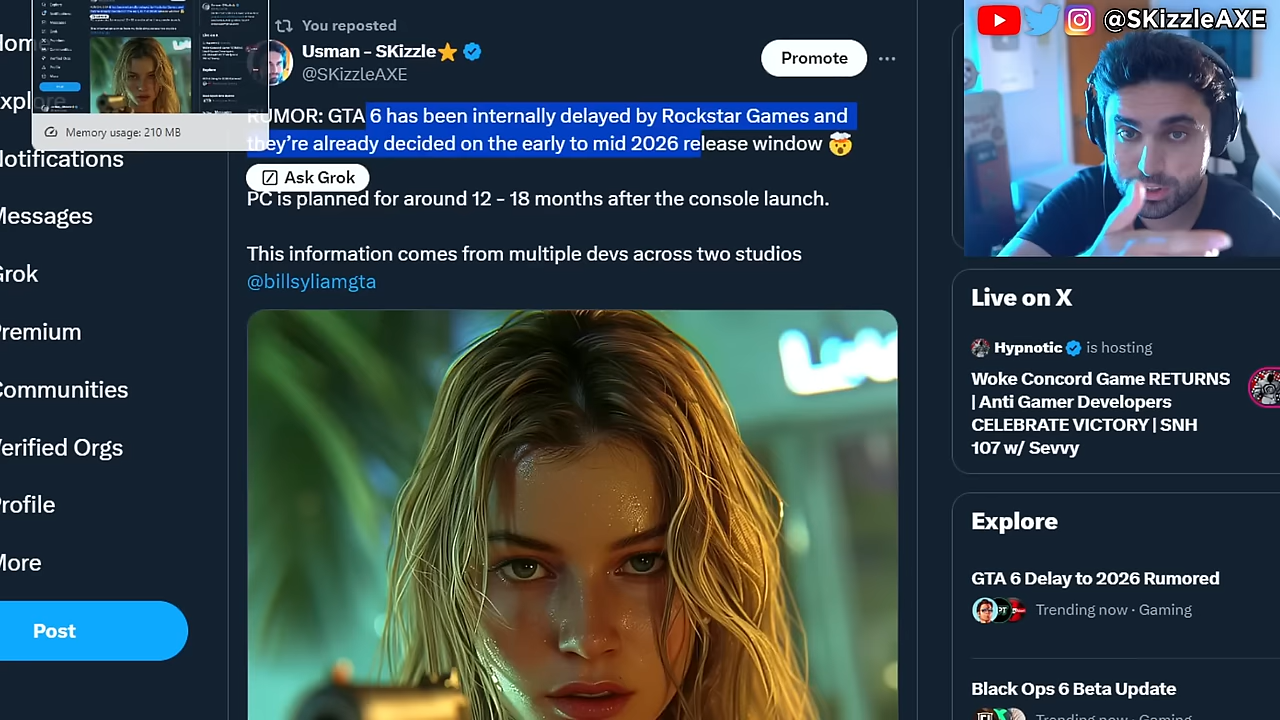 You reposted
@SKizzleAXE
Usman – SKizzle
@SKizzleAXE
Promote
RUMOR: GTA 6 has been internally delayed by Rockstar Games and
they're already decided on the early to mid 2026 release window 🤯
Memory usage: 210 MB
Ask Grok
PC is planned for around 12 – 18 months after the console launch.
This information comes from multiple devs across two studios
@billsyliamgta
Home
Explore
Notifications
Messages
Grok
Premium
Communities
Verified Orgs
Profile
More
Post
Live on X
Hypnotic is hosting
Woke Concord Game RETURNS
| Anti Gamer Developers
CELEBRATE VICTORY | SNH
107 w/ Sevvy
Explore
GTA 6 Delay to 2026 Rumored
Trending now · Gaming
Black Ops 6 Beta Update
Trending now · Gaming